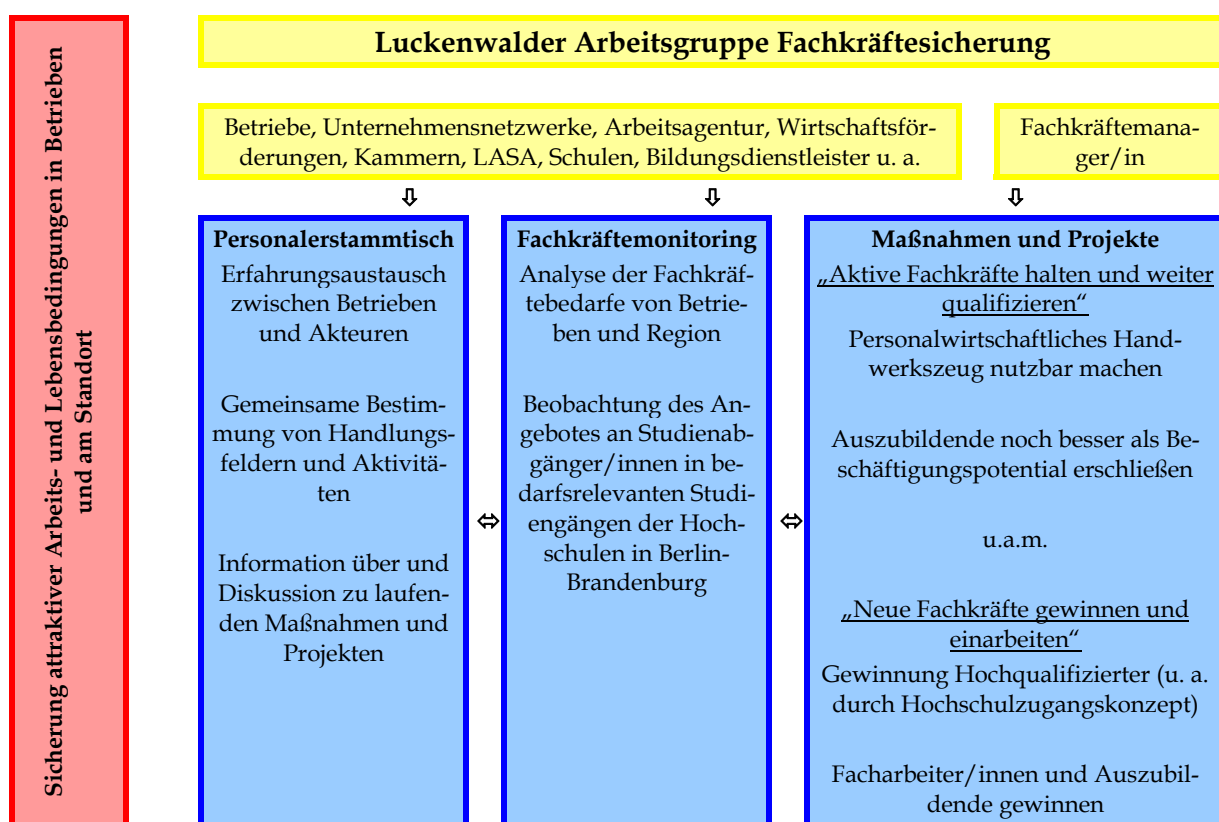 Sicherung attraktiver Arbeits- und Lebensbedingungen in Betrieben
und am Standort
Luckenwalder Arbeitsgruppe Fachkräftesicherung
Betriebe, Unternehmensnetzwerke, Arbeitsagentur, Wirtschaftsför-
derungen, Kammern, LASA, Schulen, Bildungsdienstleister u. a.
Fachkräftemana-
ger/in
⇩
⇩
⇩
Personalerstammtisch
Erfahrungsaustausch
zwischen Betrieben
und Akteuren
Gemeinsame Bestim-
mung von Handlungs-
feldern und Aktivitä-
ten
Information über und
Diskussion zu laufen-
den Maßnahmen und
Projekten
⇔
Fachkräftemonitoring
Analyse der Fachkräf-
tebedarfe von Betrie-
ben und Region
Beobachtung des An-
gebotes an Studienab-
gänger/innen in be-
darfsrelevanten Studi-
engängen der Hoch-
schulen in Berlin-
Brandenburg
⇔
Maßnahmen und Projekte
„Aktive Fachkräfte halten und weiter
qualifizieren“
Personalwirtschaftliches Hand-
werkszeug nutzbar machen
Auszubildende noch besser als Be-
schäftigungspotential erschließen
u.a.m.
„Neue Fachkräfte gewinnen und
einarbeiten“
Gewinnung Hochqualifizierter (u. a.
durch Hochschulzugangskonzept)
Facharbeiter/innen und Auszubil-
dende gewinnen